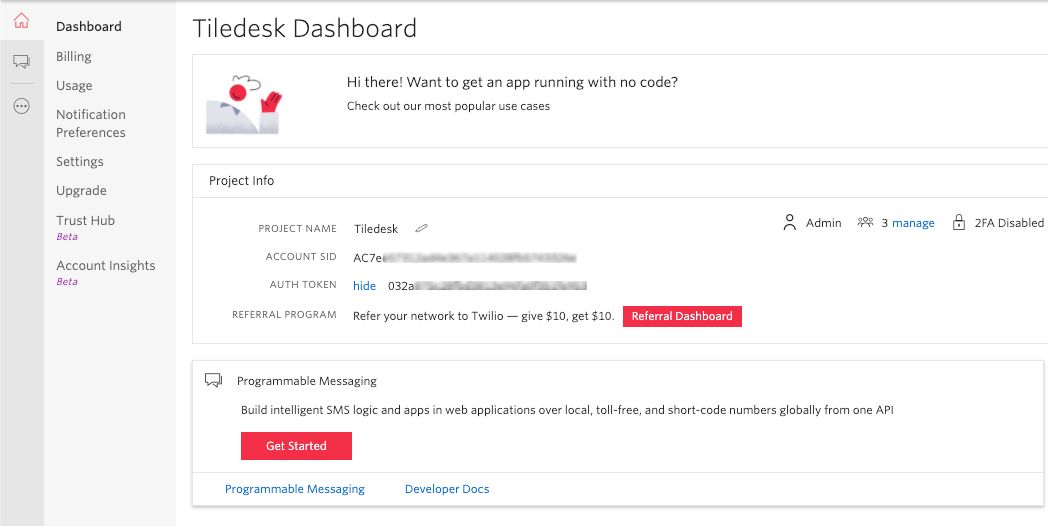 Dashboard
Billing
Usage
Notification
Preferences
Settings
Upgrade
Trust Hub
Beta
Account Insights
Beta
Tiledesk Dashboard
Hi there! Want to get an app running with no code?
Check out our most popular use cases
Project Info
Admin 3 manage 2FA Disabled
PROJECT NAME Tiledesk
ACCOUNT SID AC7e
AUTH TOKEN hide 032a
REFERRAL PROGRAM Refer your network to Twilio — give $10, get $10. Referral Dashboard
Programmable Messaging
Build intelligent SMS logic and apps in web applications over local, toll-free, and short-code numbers globally from one API
Get Started
Programmable Messaging Developer Docs